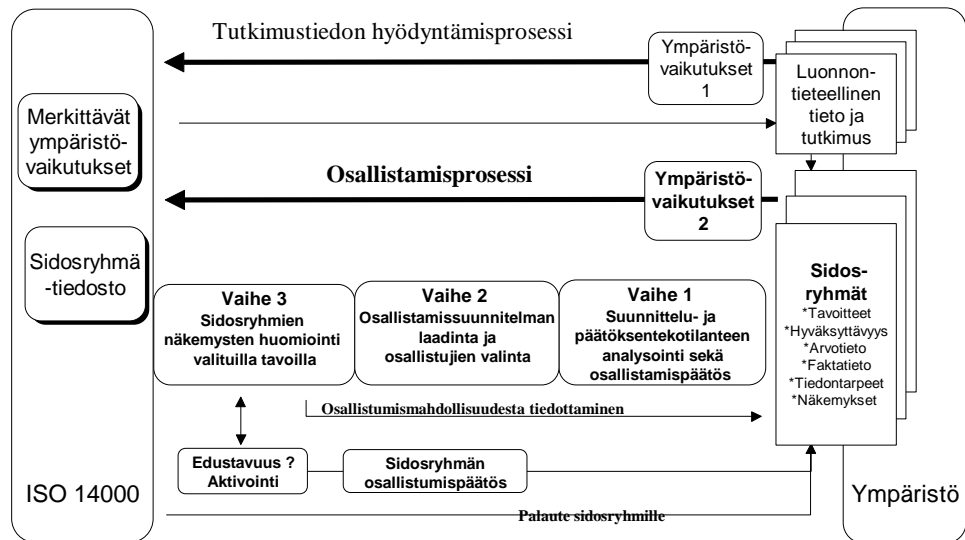 Tutkimustiedon hyödyntämisprosessi
Ympäristö-
vaikutukset
1
Luonnon-
tieteellinen
tieto ja
tutkimus
Merkittävät
ympäristö-
vaikutukset
Osallistamisprosessi
Ympäristö-
vaikutukset
2
Sidosryhmä
-tiedosto
Vaihe 3
Sidosryhmien
näkemysten huomiointi
valituilla tavoilla
Vaihe 2
Osallistamissuunnitelman
laadinta ja
osallistujien valinta
Vaihe 1
Suunnittelu- ja
päätöksentekotilanteen
analysointi sekä
osallistamispäätös
Sidos-
ryhmät
*Tavoitteet
*Hyväksyttävyys
*Arvotieto
*Faktatieto
*Tiedontarpeet
*Näkemykset
Osallistumismahdollisuudesta tiedottaminen
Edustavuus ?
Aktivointi
Sidosryhmän
osallistumispäätös
ISO 14000
Ympäristö
Palaute sidosryhmille